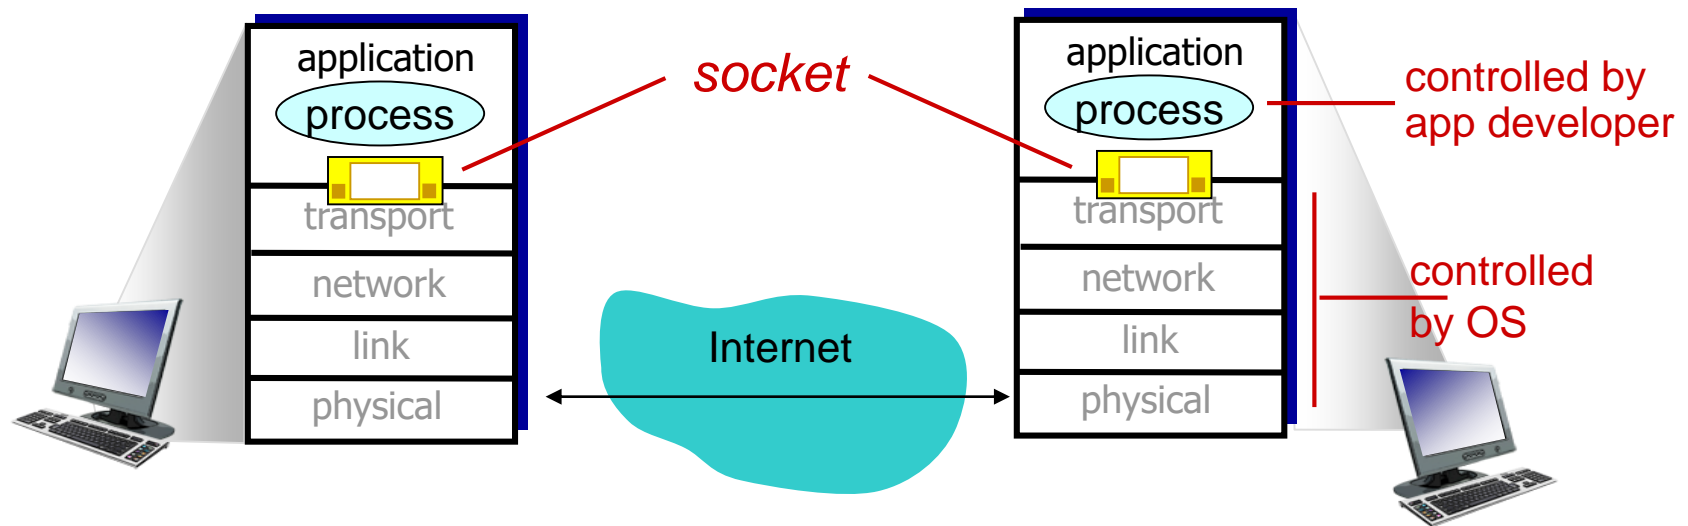 application
process
transport
network
link
physical
socket
Internet
application
process
transport
network
link
physical
controlled by
app developer
controlled
by OS